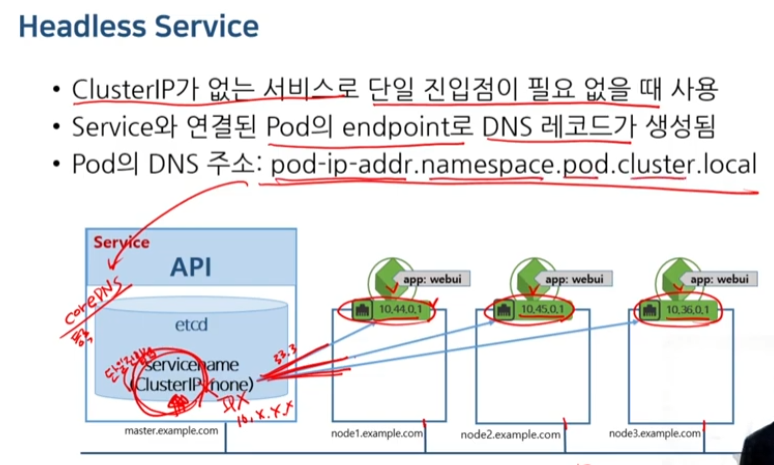 Headless Service
• ClusterIP가 없는 서비스로 단일 진입점이 필요 없을 때 사용
• Service와 연결된 Pod의 endpoint로 DNS 레코드가 생성됨
• Pod의 DNS 주소: pod-ip-addr.namespace.pod.cluster.local
Service
API
coreDNS
etcd
servicename
(ClusterIP none)
master.example.com
app: webui
10,44,0,1
node1.example.com
app: webui
10,45,0,1
node2.example.com
app: webui
10,36,0,1
node3.example.com